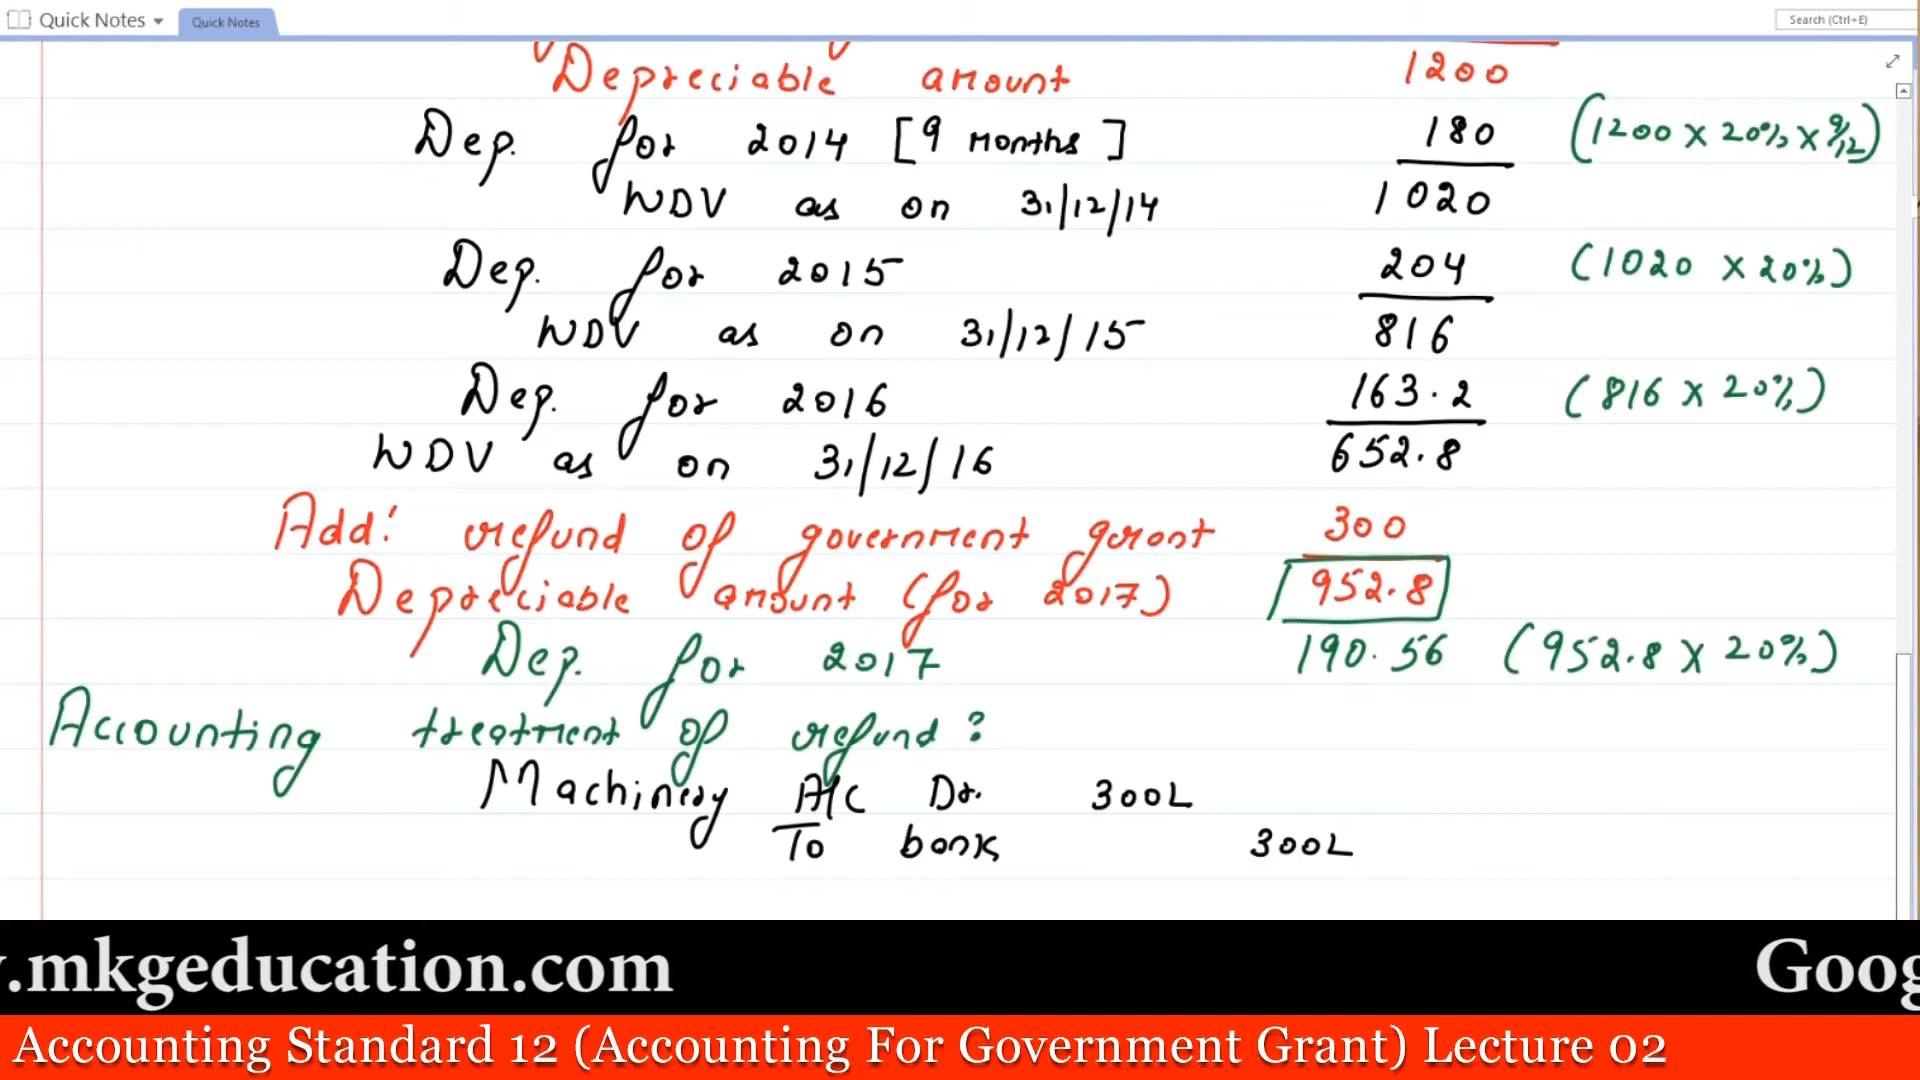 Quick Notes
Quick Notes
Search (Ctrl+E)
Depreciable amount 1200
Dep. for 2014 [9 Months] 180 (1200 x 20% x 9/12)
WDV as on 31/12/14 1020
Dep. for 2015 204 (1020 x 20%)
WDV as on 31/12/15 816
Dep. for 2016 163.2 (816 x 20%)
WDV as on 31/12/16 652.8
Add: refund of government grant 300
Depreciable amount (for 2017) 952.8
Dep. for 2017 190.56 (952.8 x 20%)
Accounting treatment of refund?
Machinery A/C Dr. 300L
To bank 300L
.mkgeducation.com Goog
Accounting Standard 12 (Accounting For Government Grant) Lecture 02